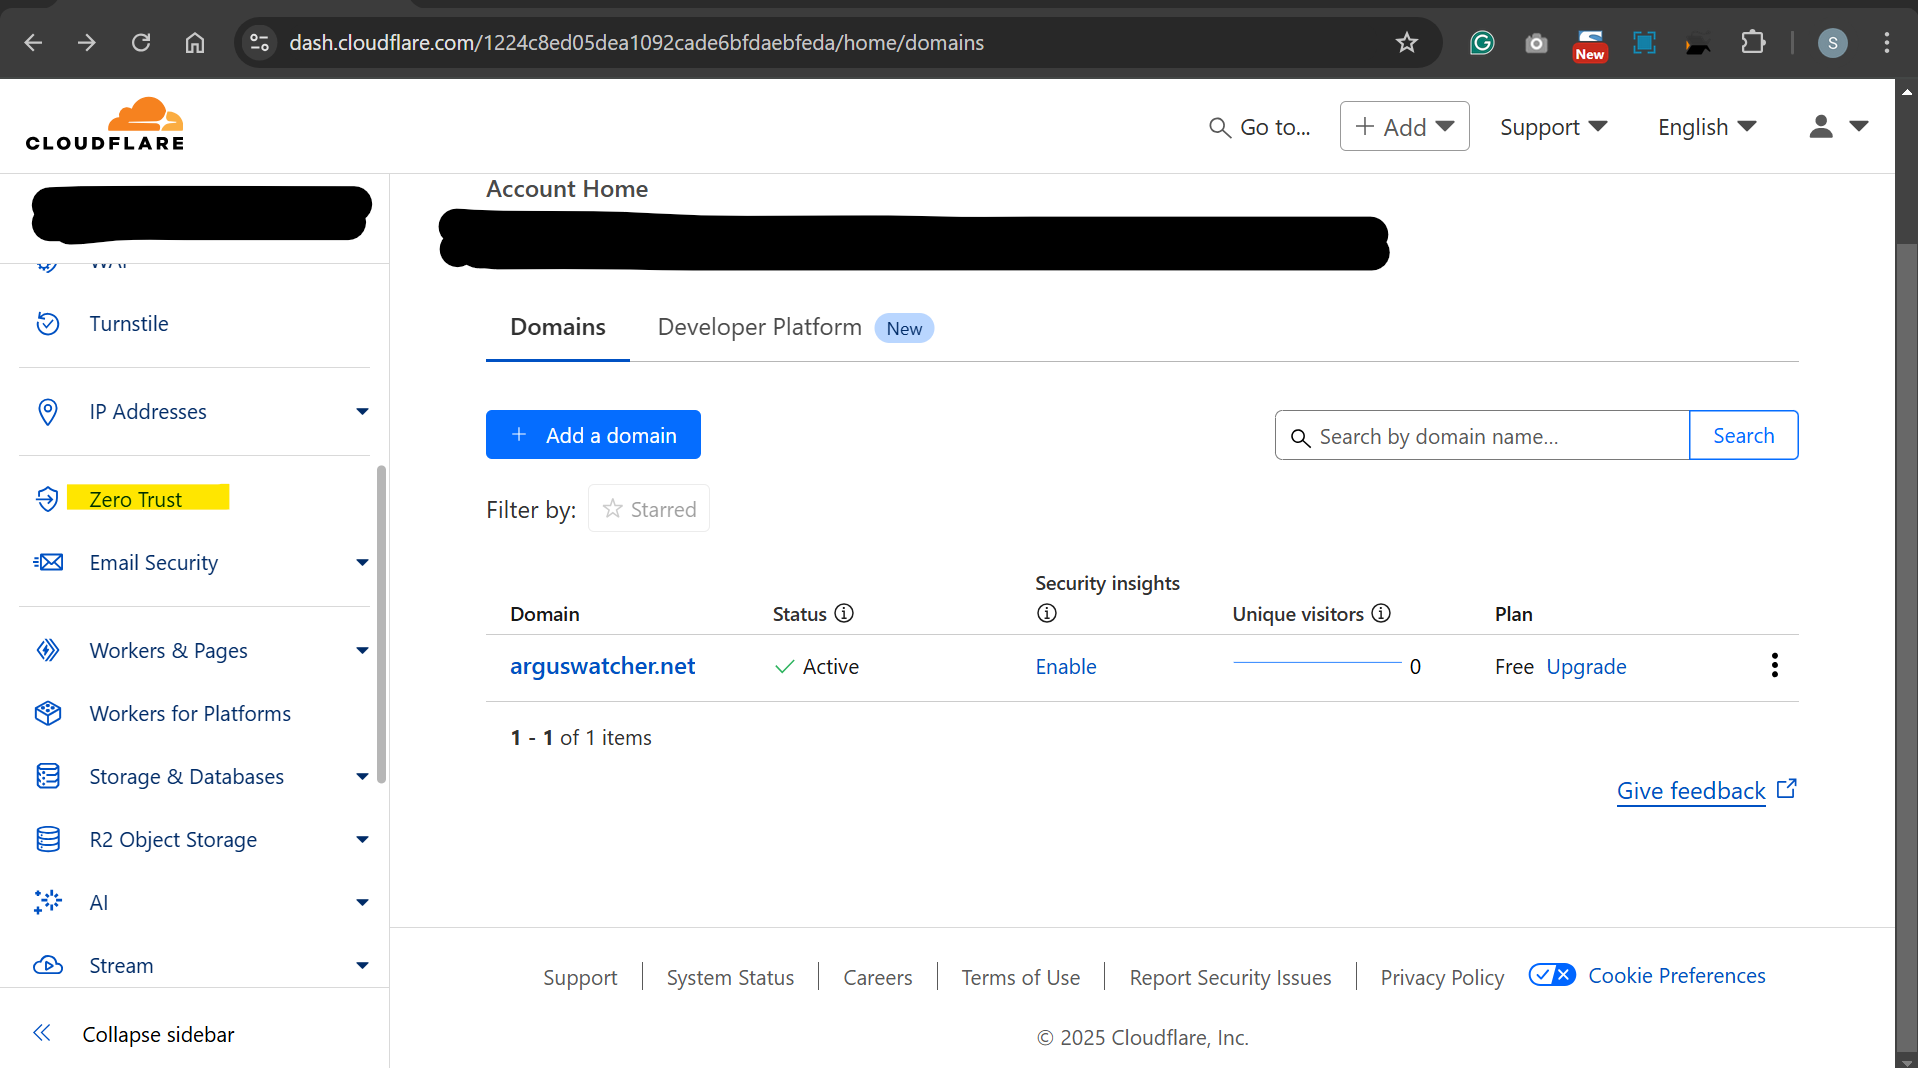 dash.cloudflare.com/1224c8ed05dea1092cade6bfdaebfeda/home/domains
New
S
CLOUDFLARE
Go to...
Add
Support
English
Account Home
WAF
Turnstile
IP Addresses
Zero Trust
Email Security
Workers & Pages
Workers for Platforms
Storage & Databases
R2 Object Storage
AI
Stream
Collapse sidebar
Domains
Developer Platform New
Add a domain
Search by domain name...
Search
Filter by: Starred
Domain Status Security insights Unique visitors Plan
arguswatcher.net Active Enable 0 Free Upgrade
1 - 1 of 1 items
Give feedback
Support System Status Careers Terms of Use Report Security Issues Privacy Policy Cookie Preferences
© 2025 Cloudflare, Inc.